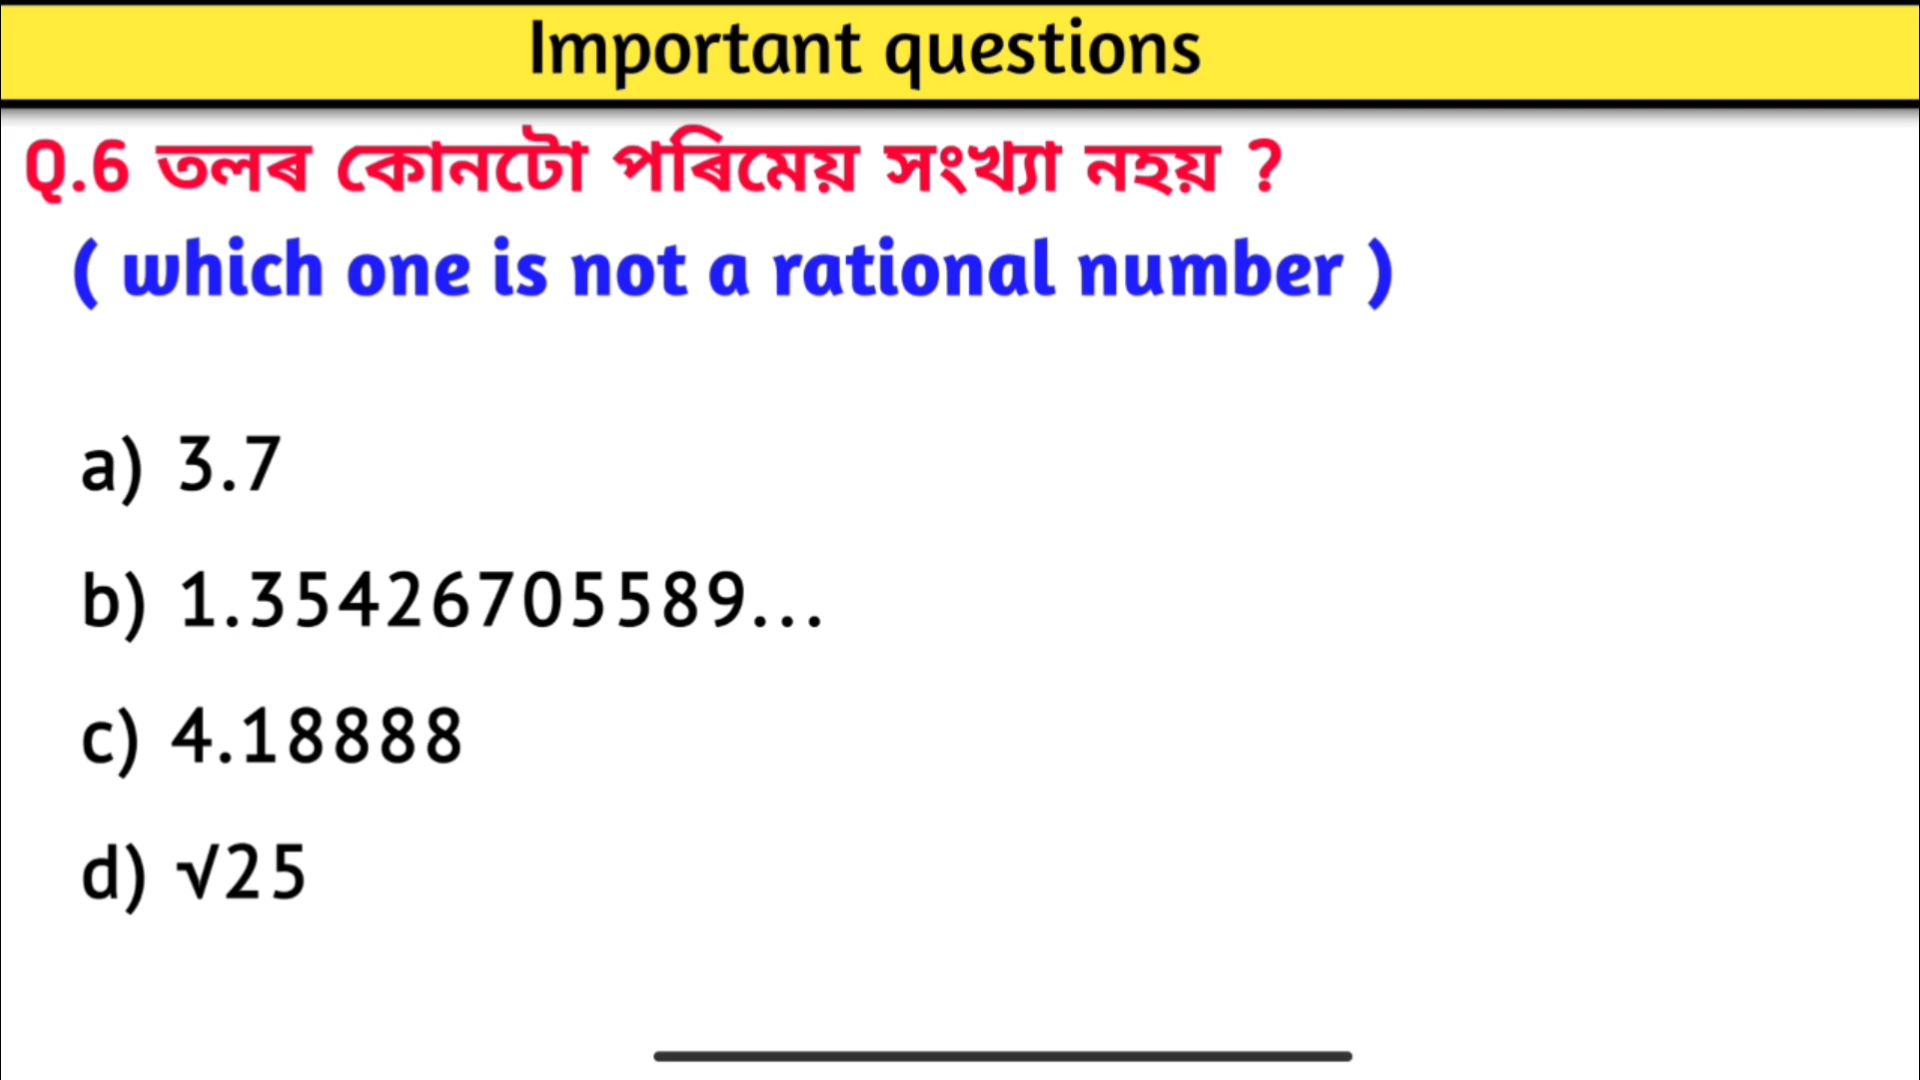 Important questions
Q.6 তলৰ কোনটো পৰিমেয় সংখ্যা নহয় ?
( which one is not a rational number )
a) 3.7
b) 1.35426705589...
c) 4.18888
d) √25